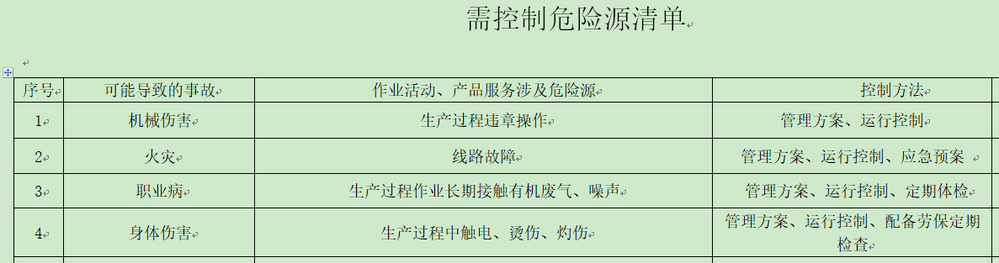 需控制危险源清单
序号 可能导致的事故 作业活动、产品服务涉及危险源 控制方法
1 机械伤害 生产过程违章操作 管理方案、运行控制
2 火灾 线路故障 管理方案、运行控制、应急预案
3 职业病 生产过程作业长期接触有机废气、噪声 管理方案、运行控制、定期体检
4 身体伤害 生产过程中触电、烫伤、灼伤 管理方案、运行控制、配备劳保定期
检查